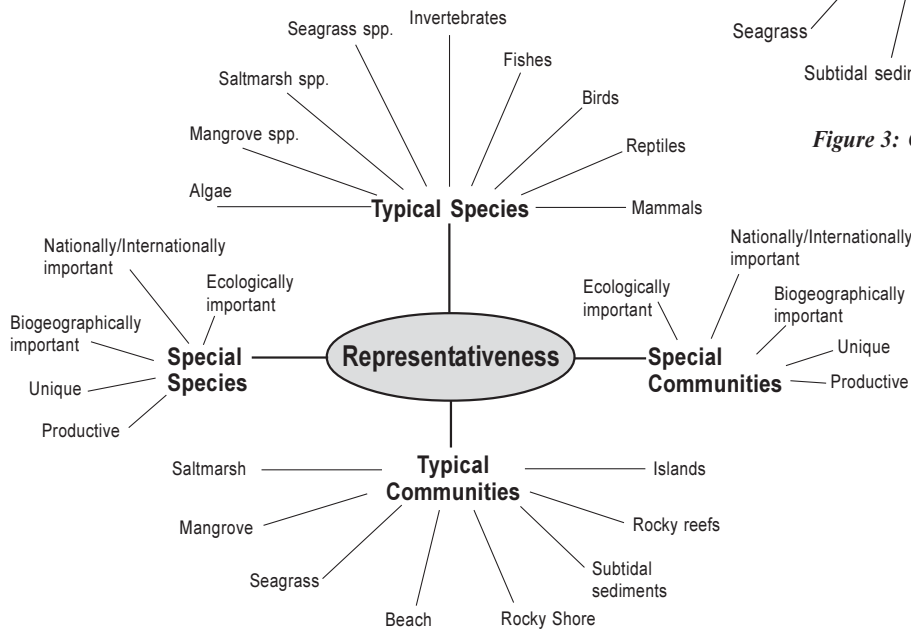 Invertebrates
Seagrass spp.
Fishes
Saltmarsh spp.
Birds
Mangrove spp.
Reptiles
Algae
Typical Species
Mammals
Seagrass
Figure 3:
Nationally/Internationally
important
Ecologically
important
Biogeographically
important
Special
Species
Unique
Productive
Representativeness
Nationally/Internationally
important
Ecologically
important
Biogeographically
important
Special
Communities
Unique
Productive
Typical
Communities
Saltmarsh
Islands
Mangrove
Rocky reefs
Seagrass
Subtidal
sediments
Beach
Rocky Shore
Subtidal